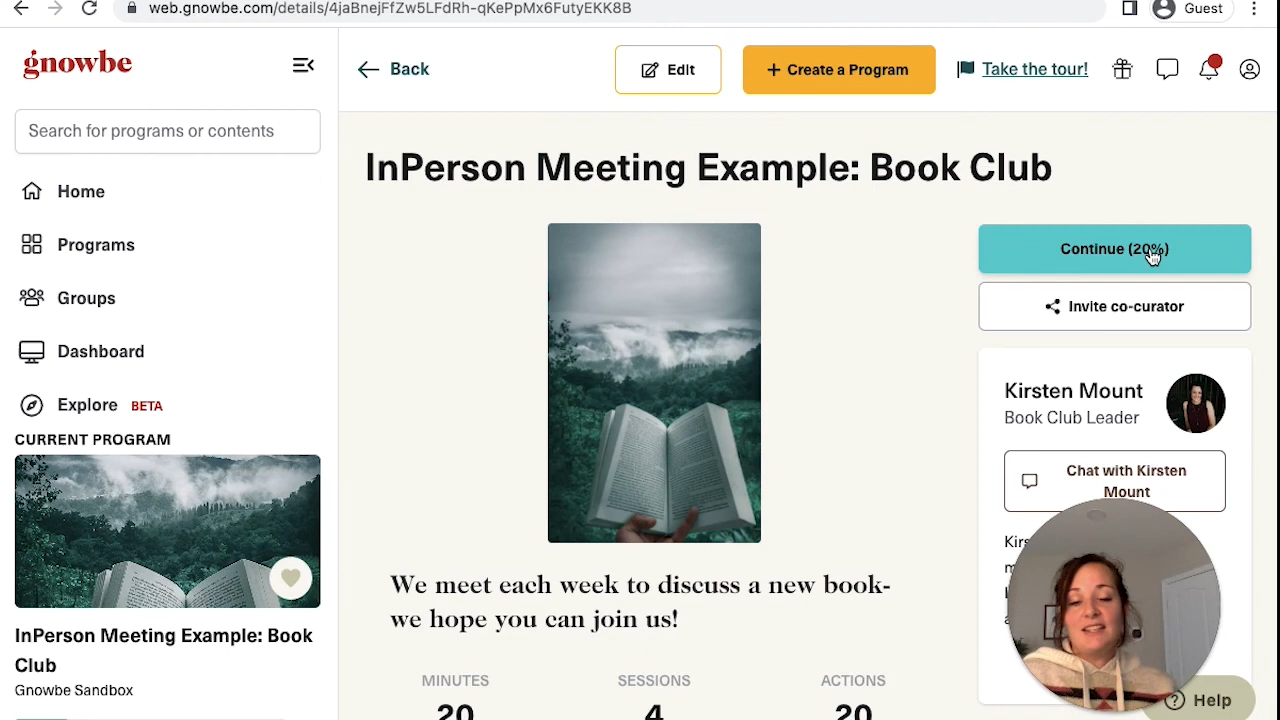 web.gnowbe.com/details/4jaBnejFfZw5LFdRh-qKePpMx6FutyEKK8B
Guest
gnowbe
Back
Edit
+ Create a Program
Take the tour!
Search for programs or contents
InPerson Meeting Example: Book Club
Home
Programs
Groups
Dashboard
Explore BETA
CURRENT PROGRAM
InPerson Meeting Example: Book
Club
Gnowbe Sandbox
Continue (20%)
Invite co-curator
Kirsten Mount
Book Club Leader
Chat with Kirsten
Mount
We meet each week to discuss a new book-
we hope you can join us!
MINUTES
20
SESSIONS
4
ACTIONS
20
Help